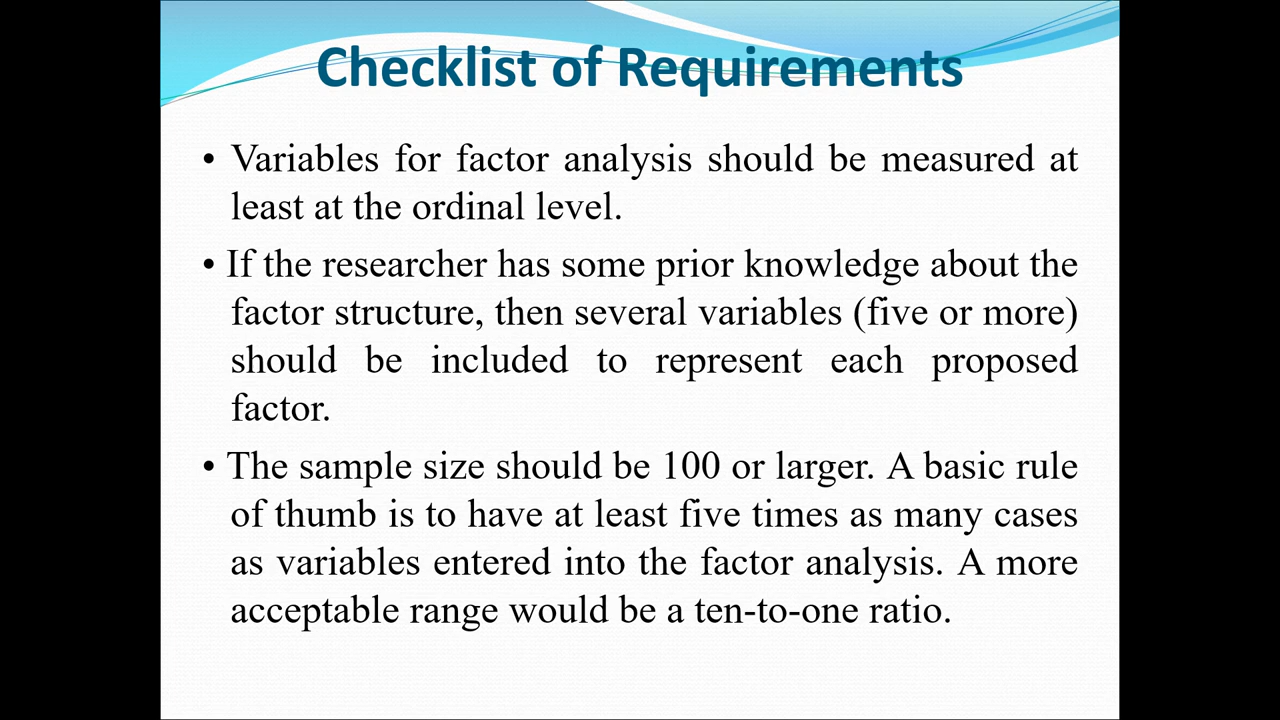 Checklist of Requirements
• Variables for factor analysis should be measured at
least at the ordinal level.
• If the researcher has some prior knowledge about the
factor structure, then several variables (five or more)
should be included to represent each proposed
factor.
• The sample size should be 100 or larger. A basic rule
of thumb is to have at least five times as many cases
as variables entered into the factor analysis. A more
acceptable range would be a ten-to-one ratio.